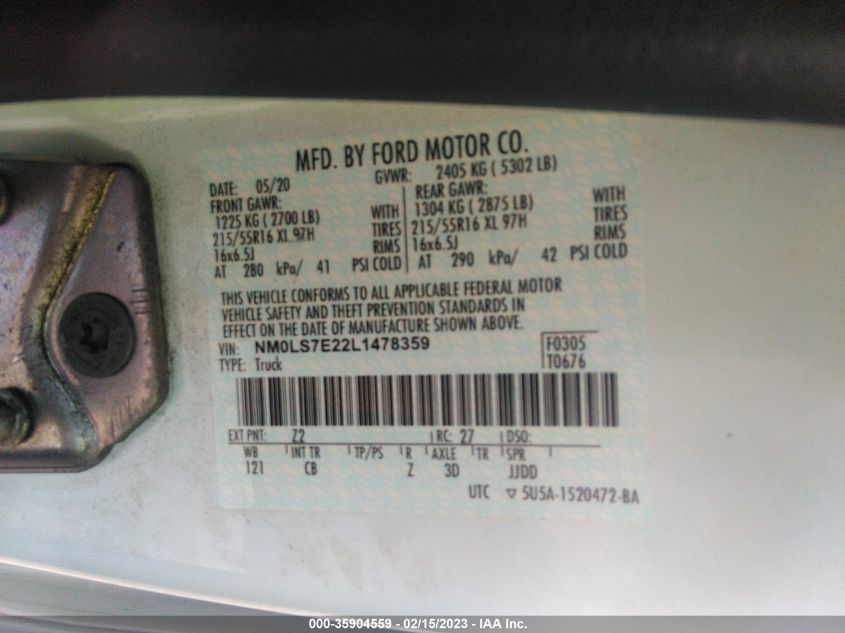 MFD. BY FORD MOTOR CO.
DATE: 05/20 GVWR: 2405 KG ( 5302 LB)
FRONT GAWR: REAR GAWR:
1225 KG ( 2700 LB) WITH 1304 KG ( 2875 LB) WITH
215/55R16 XL 97H TIRES 215/55R16 XL 97H TIRES
16x6.5J RIMS 16x6.5J RIMS
AT 280 kPa/ 41 PSI COLD AT 290 kPa/ 42 PSI COLD
THIS VEHICLE CONFORMS TO ALL APPLICABLE FEDERAL MOTOR
VEHICLE SAFETY AND THEFT PREVENTION STANDARDS IN
EFFECT ON THE DATE OF MANUFACTURE SHOWN ABOVE.
VIN: NM0LS7E22L1478359 F0305
TYPE: Truck T0676
EXT PNT: Z2 RC: 27 DSO:
WB INT TR TP/PS R AXLE TR SPR
121 CB Z 3D JJDD
UTC ▽ 5U5A-1520472-BA
000-35904559 - 02/15/2023 - IAA Inc.